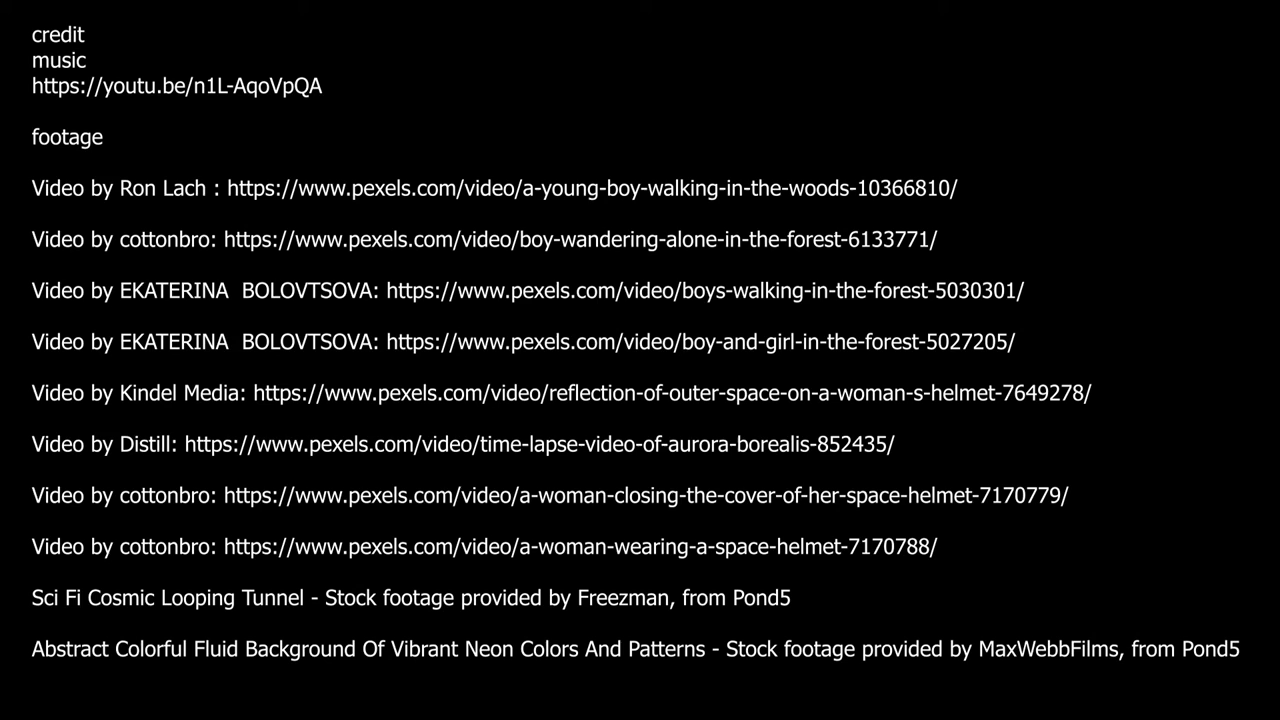 credit
music
https://youtu.be/n1L-AqoVpQA
footage
Video by Ron Lach : https://www.pexels.com/video/a-young-boy-walking-in-the-woods-10366810/
Video by cottonbro: https://www.pexels.com/video/boy-wandering-alone-in-the-forest-6133771/
Video by EKATERINA  BOLOVTSOVA: https://www.pexels.com/video/boys-walking-in-the-forest-5030301/
Video by EKATERINA  BOLOVTSOVA: https://www.pexels.com/video/boy-and-girl-in-the-forest-5027205/
Video by Kindel Media: https://www.pexels.com/video/reflection-of-outer-space-on-a-woman-s-helmet-7649278/
Video by Distill: https://www.pexels.com/video/time-lapse-video-of-aurora-borealis-852435/
Video by cottonbro: https://www.pexels.com/video/a-woman-closing-the-cover-of-her-space-helmet-7170779/
Video by cottonbro: https://www.pexels.com/video/a-woman-wearing-a-space-helmet-7170788/
Sci Fi Cosmic Looping Tunnel - Stock footage provided by Freezman, from Pond5
Abstract Colorful Fluid Background Of Vibrant Neon Colors And Patterns - Stock footage provided by MaxWebbFilms, from Pond5